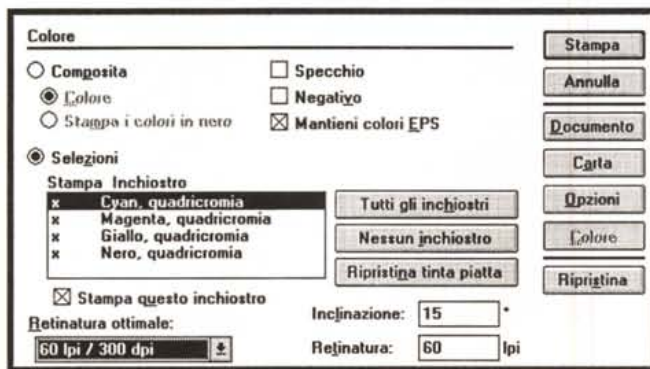 Colore
Composita
Colore
Stampa i colori in nero
Specchio
Negativo
Mantieni colori EPS
Selezioni
Stampa Inchiostro
x Cyan, quadricromia
x Magenta, quadricromia
x Giallo, quadricromia
x Nero, quadricromia
Tutti gli inchiostri
Nessun inchiostro
Ripristina tinta piatta
Stampa questo inchiostro
Retinatura ottimale:
60 lpi / 300 dpi
Inclinazione: 15 °
Retinatura: 60 lpi
Stampa
Annulla
Documento
Carta
Opzioni
Colore
Ripristina